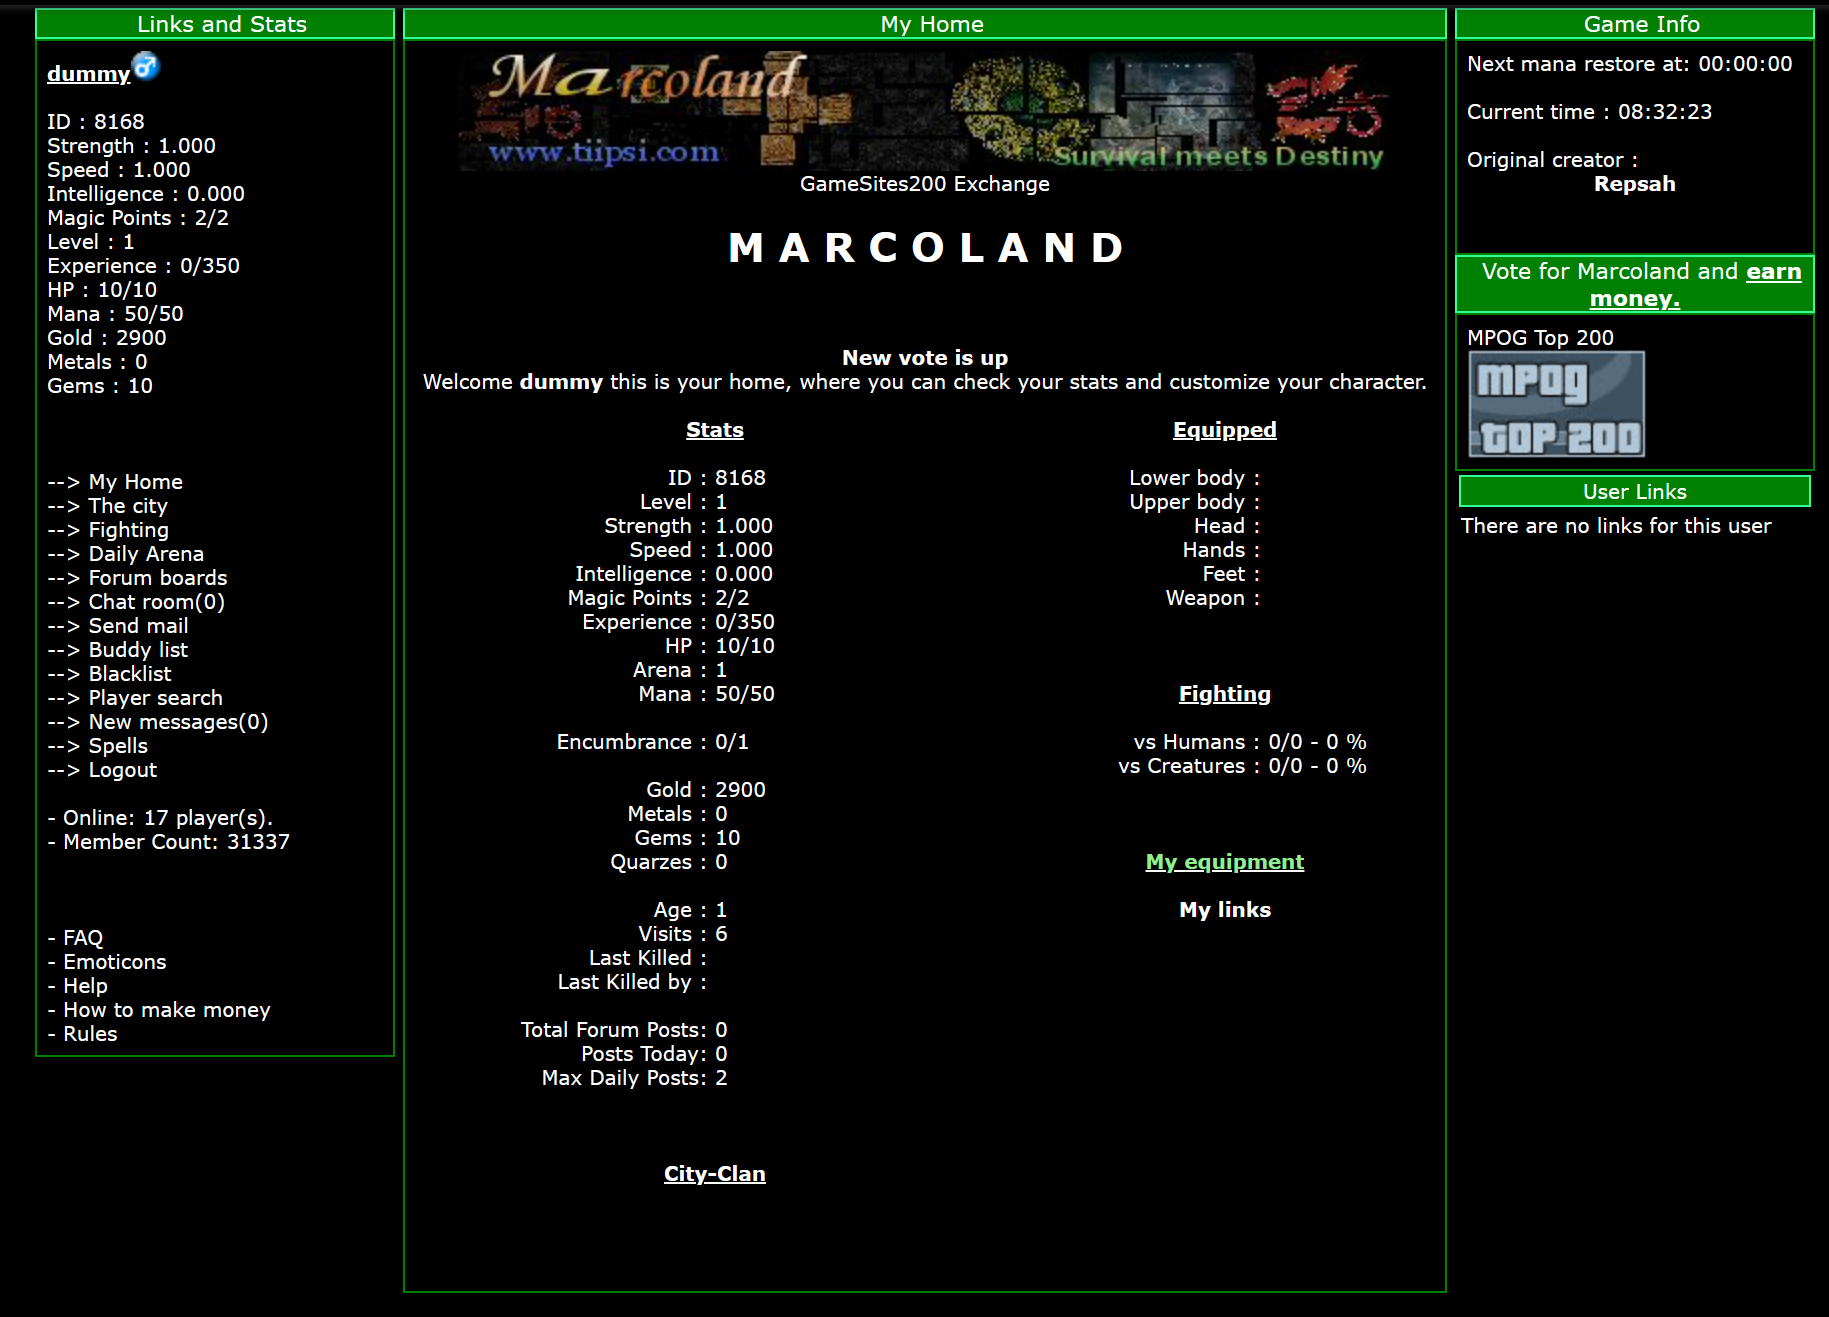 Links and Stats
dummy
ID : 8168
Strength : 1.000
Speed : 1.000
Intelligence : 0.000
Magic Points : 2/2
Level : 1
Experience : 0/350
HP : 10/10
Mana : 50/50
Gold : 2900
Metals : 0
Gems : 10
--> My Home
--> The city
--> Fighting
--> Daily Arena
--> Forum boards
--> Chat room(0)
--> Send mail
--> Buddy list
--> Blacklist
--> Player search
--> New messages(0)
--> Spells
--> Logout
- Online: 17 player(s).
- Member Count: 31337
- FAQ
- Emoticons
- Help
- How to make money
- Rules
My Home
Marcoland
www.tiipsi.com
Survival meets Destiny
GameSites200 Exchange
M A R C O L A N D
New vote is up
Welcome dummy this is your home, where you can check your stats and customize your character.
Stats
ID : 8168
Level : 1
Strength : 1.000
Speed : 1.000
Intelligence : 0.000
Magic Points : 2/2
Experience : 0/350
HP : 10/10
Arena : 1
Mana : 50/50
Encumbrance : 0/1
Gold : 2900
Metals : 0
Gems : 10
Quarzes : 0
Age : 1
Visits : 6
Last Killed :
Last Killed by :
Total Forum Posts: 0
Posts Today: 0
Max Daily Posts: 2
City-Clan
Equipped
Lower body :
Upper body :
Head :
Hands :
Feet :
Weapon :
Fighting
vs Humans : 0/0 - 0 %
vs Creatures : 0/0 - 0 %
My equipment
My links
Game Info
Next mana restore at: 00:00:00
Current time : 08:32:23
Original creator :
Repsah
Vote for Marcoland and earn
money.
MPOG Top 200
mpog
top 200
User Links
There are no links for this user